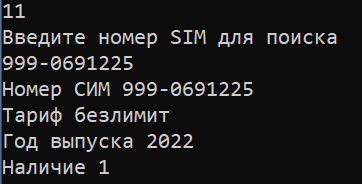 11
Введите номер SIM для поиска
999-0691225
Номер СИМ 999-0691225
Тариф безлимит
Год выпуска 2022
Наличие 1